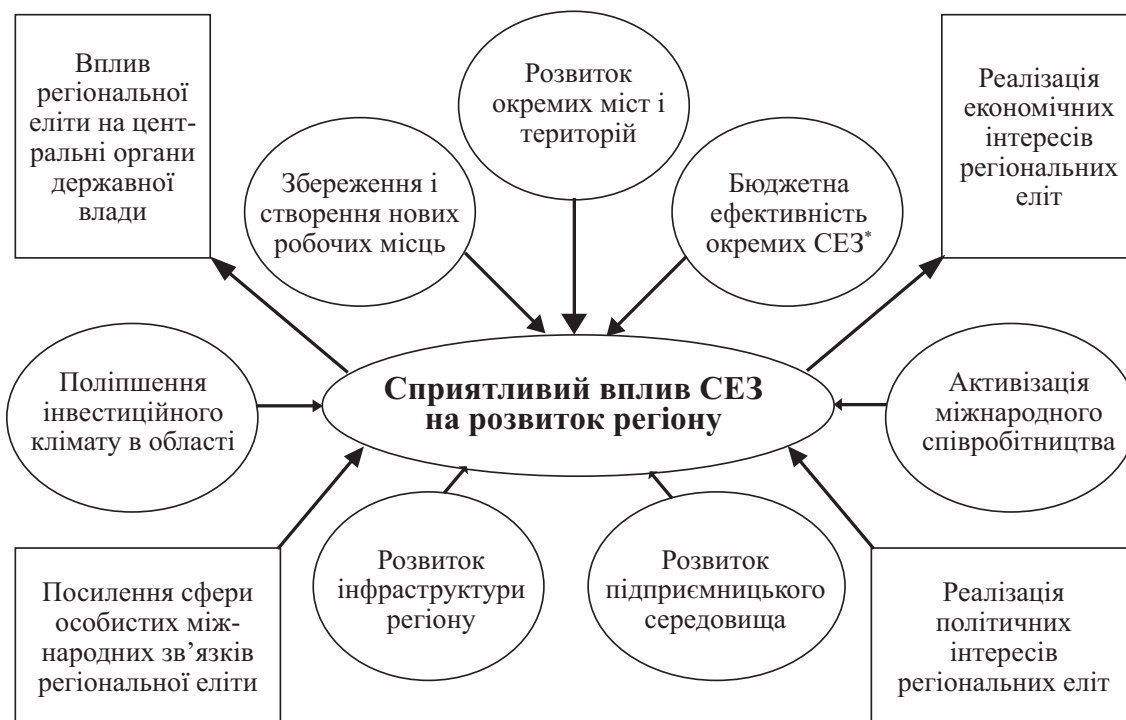 Вплив
регіональної
еліти на цент-
ральні органи
державної
влади
Розвиток
окремих міст і
територій
Реалізація
економічних
інтересів
регіональних
еліт
Збереження і
створення нових
робочих місць
Бюджетна
ефективність
окремих СЕЗ*
Поліпшення
інвестиційного
клімату в області
Сприятливий вплив СЕЗ
на розвиток регіону
Активізація
міжнародного
співробітництва
Посилення сфери
особистих між-
народних зв’язків
регіональної еліти
Розвиток
інфраструктури
регіону
Розвиток
підприємницького
середовища
Реалізація
політичних
інтересів
регіональних еліт